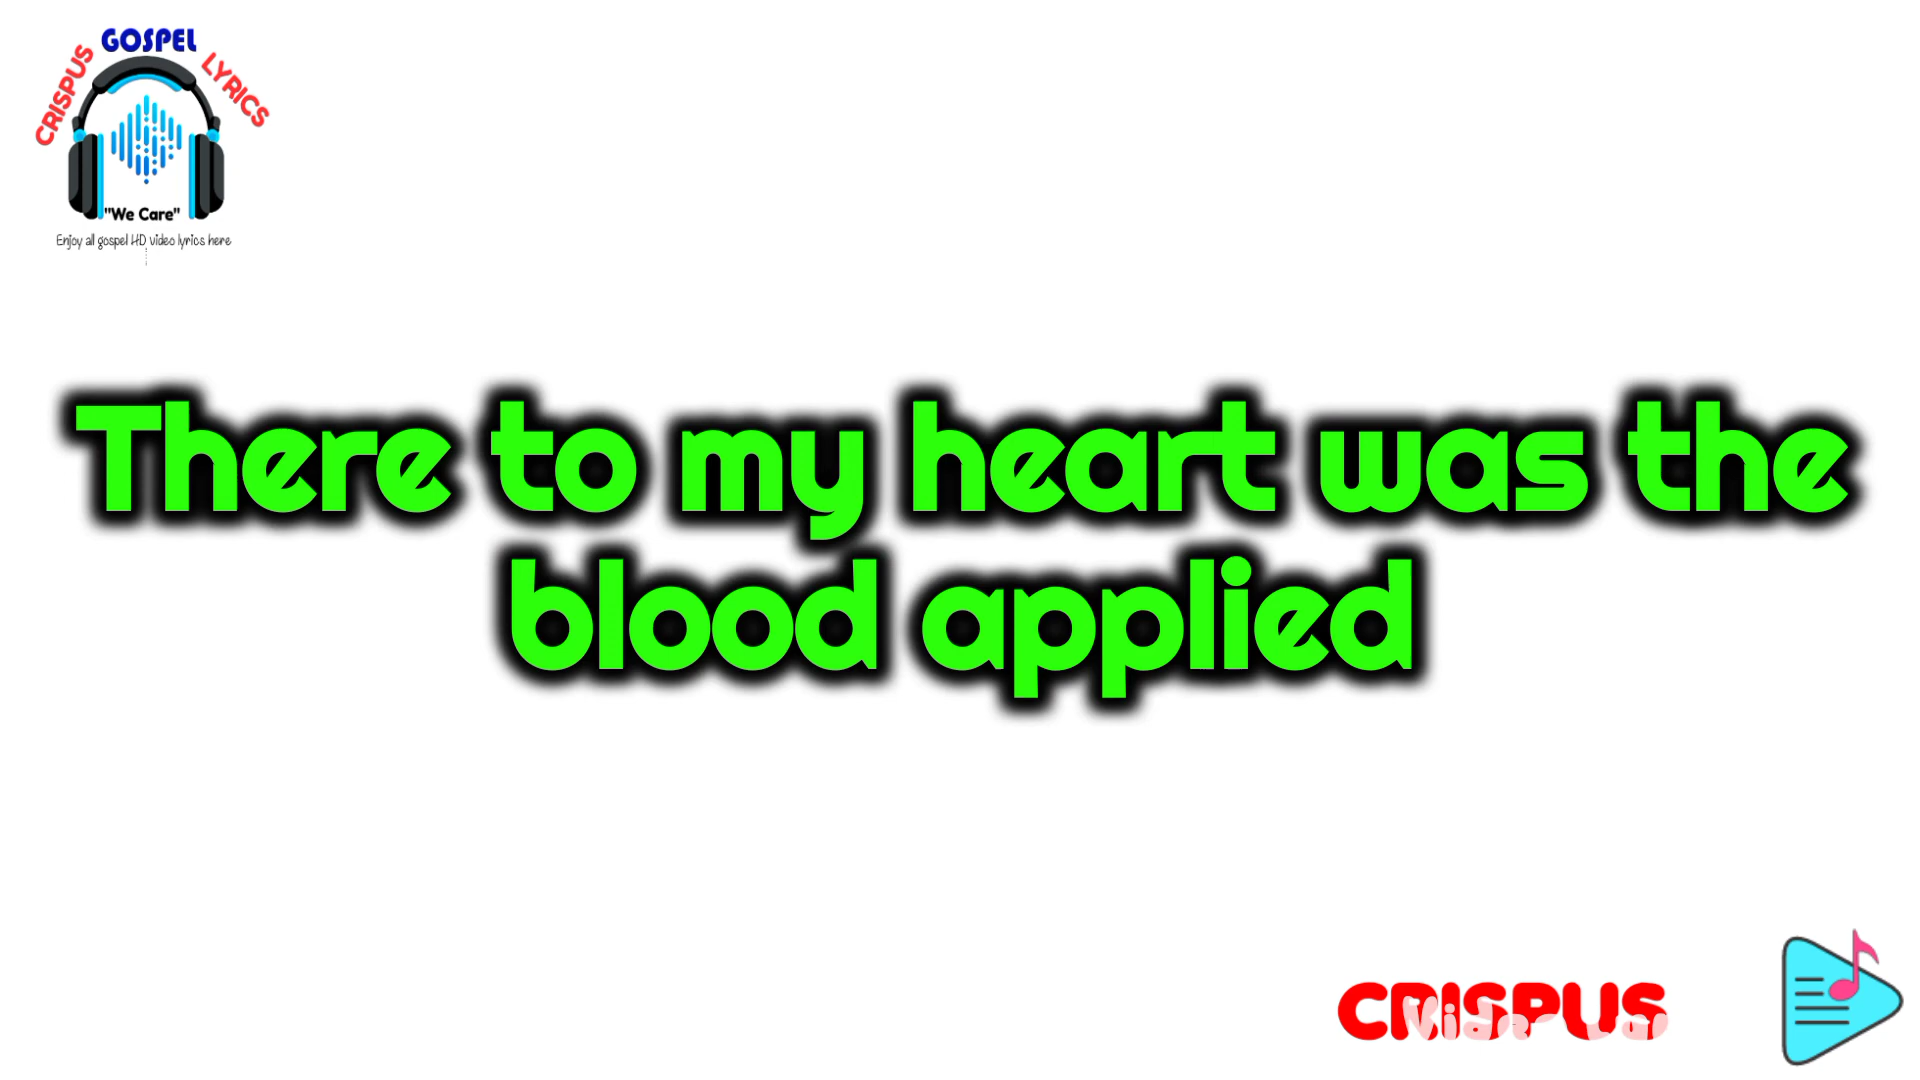 CRISPUS GOSPEL LYRICS
"We Care"
Enjoy all gospel HD video lyrics here
There to my heart was the
blood applied
CRISPUS